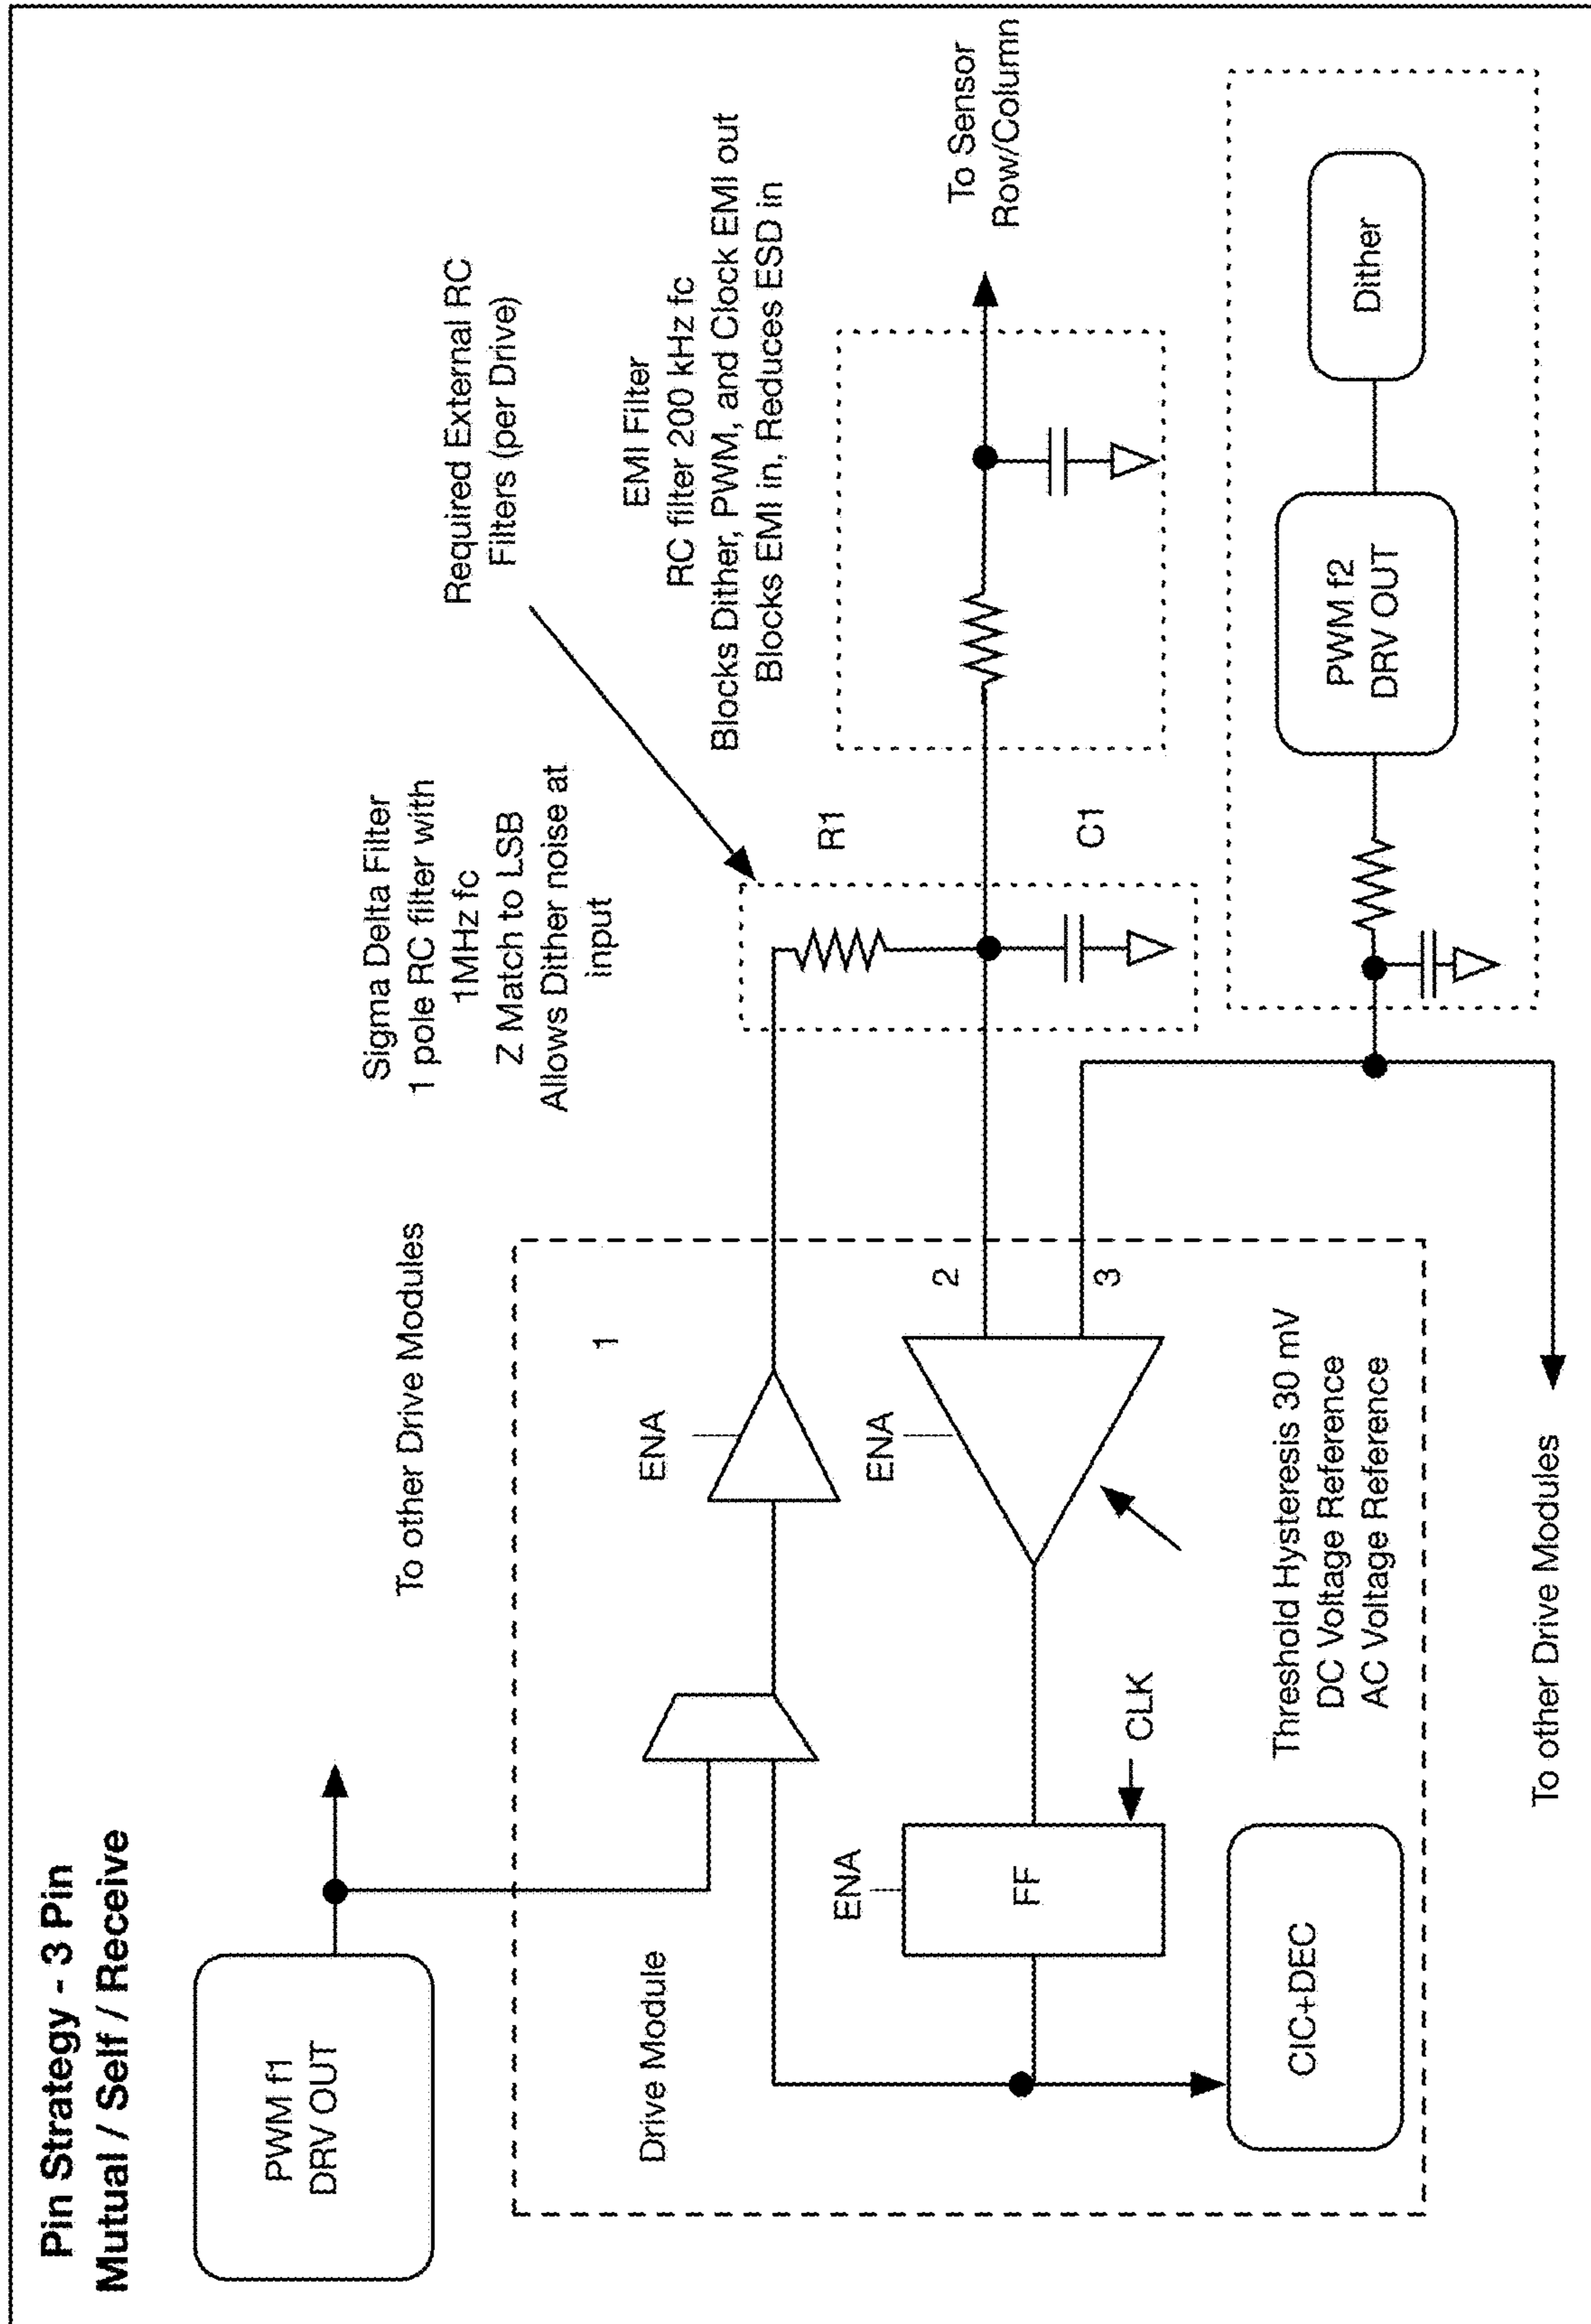 Pin Strategy - 3 Pin
Mutual / Self / Receive
PWM f1
DRV OUT
To other Drive Modules
Sigma Delta Filter
1 pole RC filter with
1MHz fc
Z Match to LSB
Allows Dither noise at
input
Required External RC
Filters (per Drive)
EMI Filter
RC filter 200 kHz fc
Blocks Dither, PWM, and Clock EMI out
Blocks EMI in, Reduces ESD in
Drive Module
1
ENA
R1
To Sensor
Row/Column
ENA
FF
CLK
ENA
2
3
C1
CIC+DEC
Threshold Hysteresis 30 mV
DC Voltage Reference
AC Voltage Reference
PWM f2
DRV OUT
Dither
To other Drive Modules